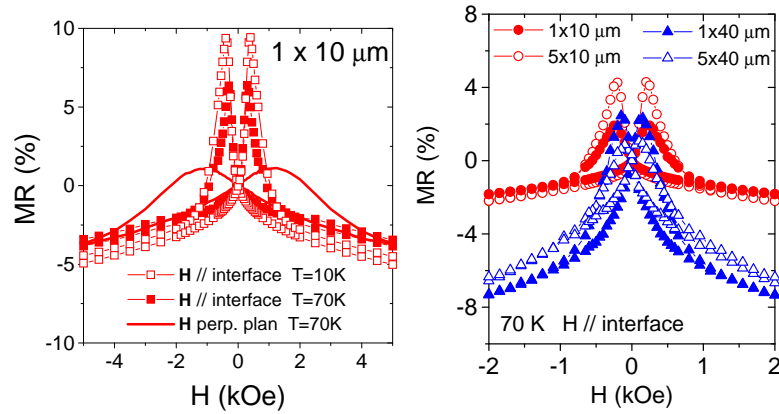 1 x 10 μm
10
5
0
-5
-10
MR (%)
H // interface T=10K
H // interface T=70K
H perp. plan T=70K
-4 -2 0 2 4
H (kOe)
1x10 μm 1x40 μm
5x10 μm 5x40 μm
4
0
-4
-8
MR (%)
70 K H // interface
-2 -1 0 1 2
H (kOe)